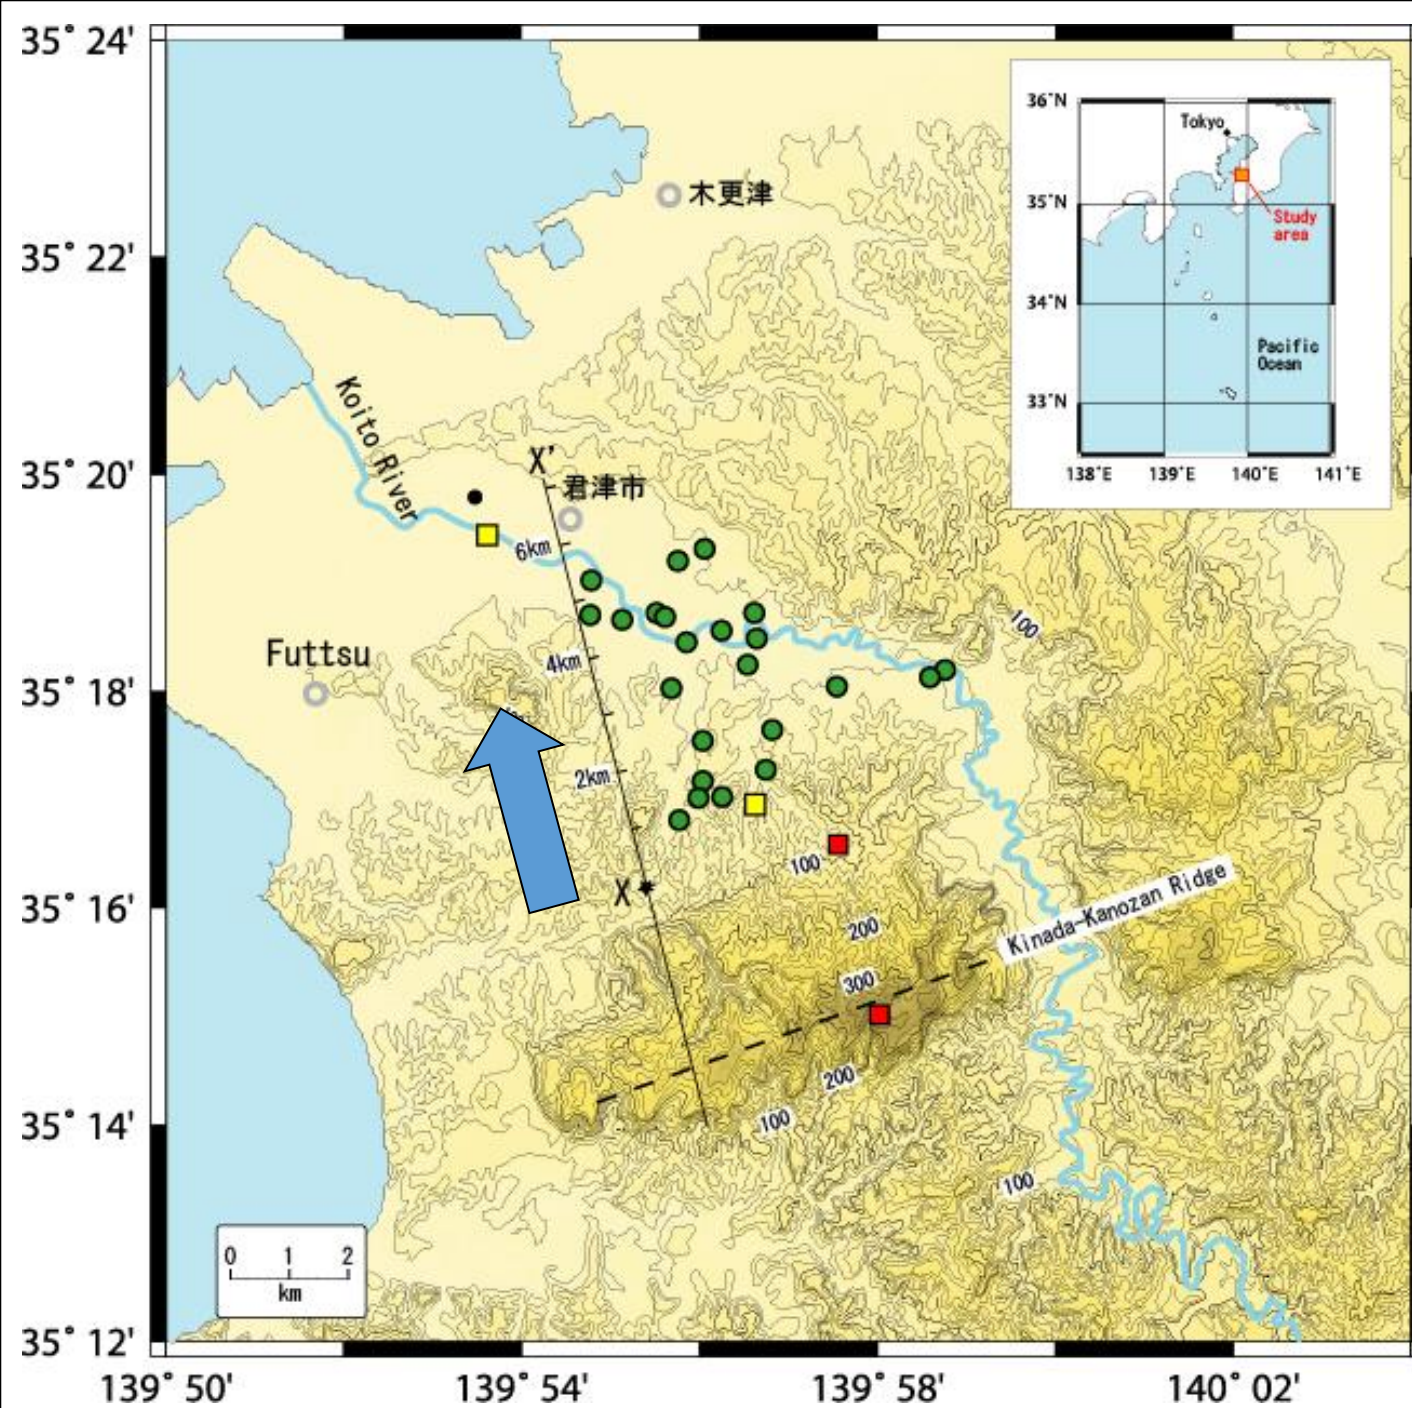 35° 24'
35° 22'
35° 20'
35° 18'
35° 16'
35° 14'
35° 12'
139° 50'
139° 54'
139° 58'
140° 02'
木更津
Koito River
X'
君津市
6km
4km
2km
X
Futtsu
100
100
200
300
Kinada-Kanozan Ridge
200
100
100
0 1 2
km
36°N
35°N
34°N
33°N
138°E
139°E
140°E
141°E
Tokyo
Study
area
Pacific
Ocean